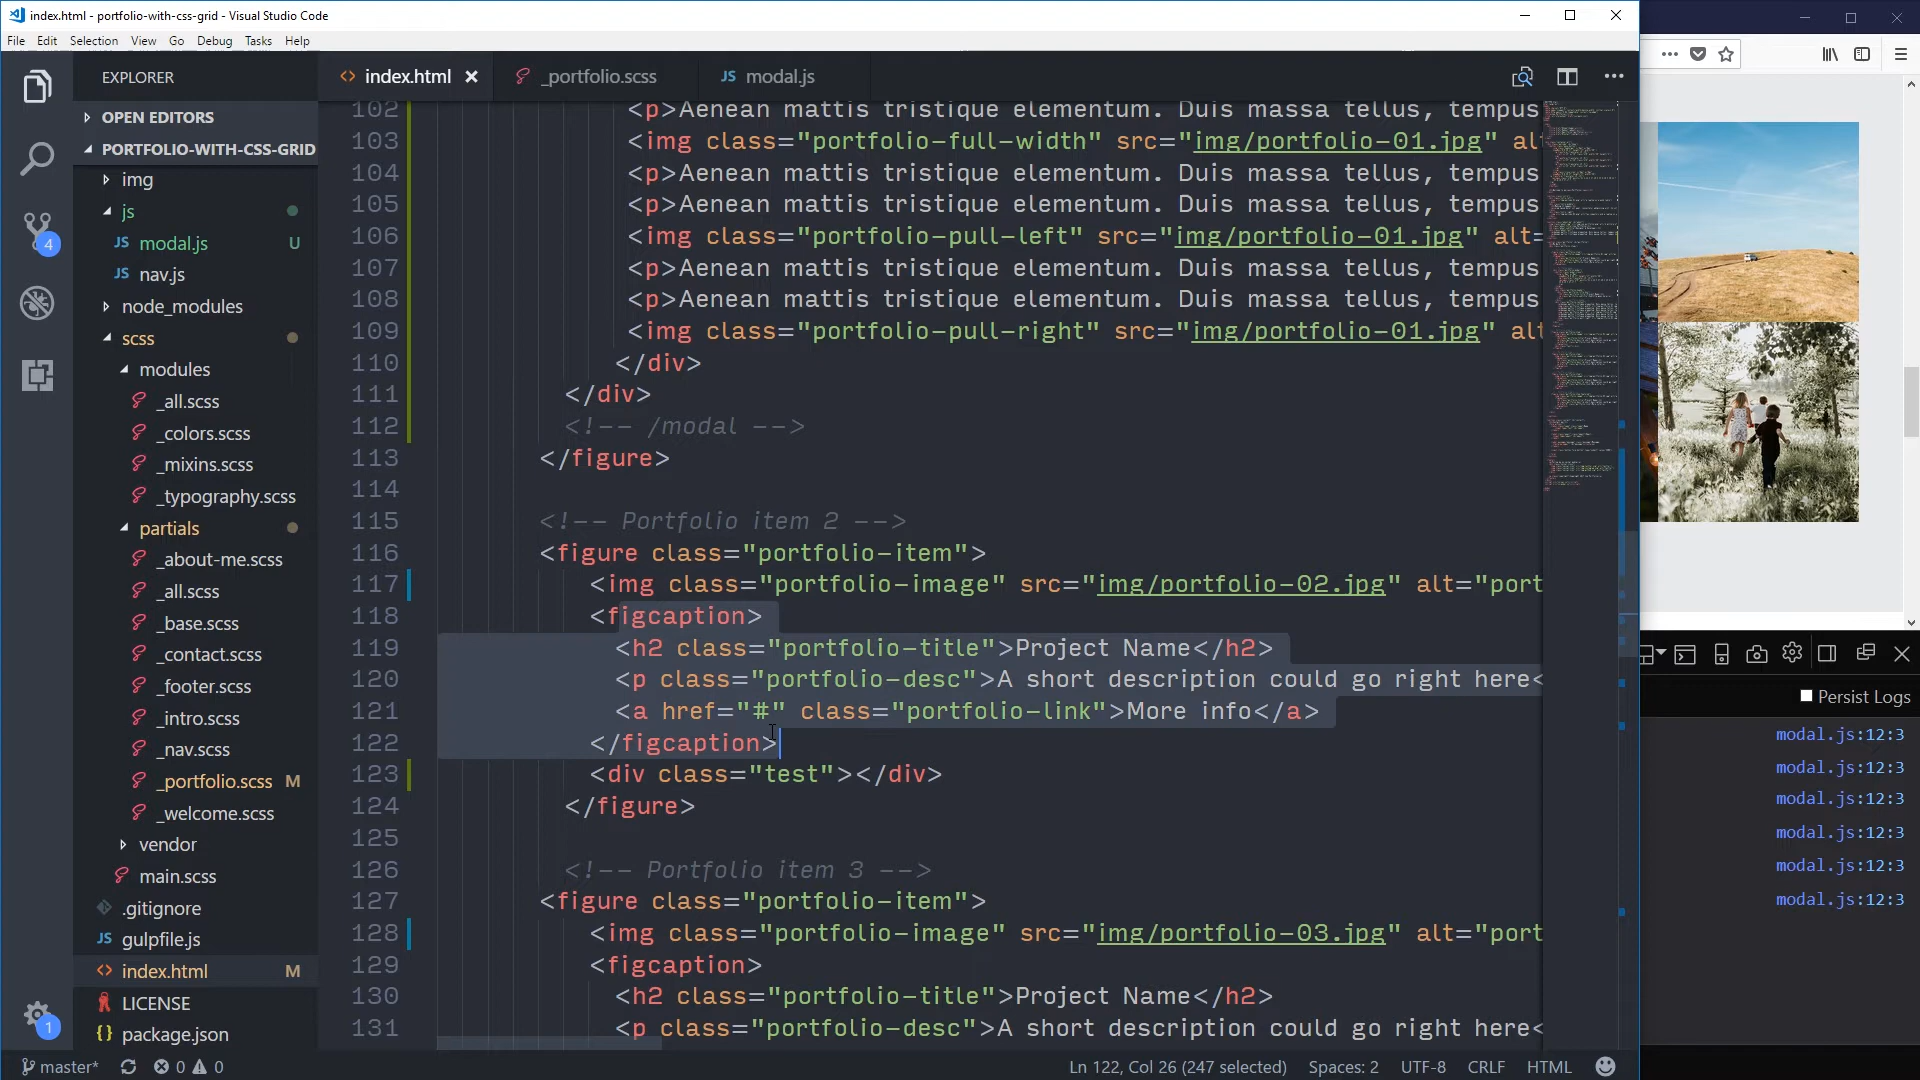 index.html - portfolio-with-css-grid - Visual Studio Code
File Edit Selection View Go Debug Tasks Help
EXPLORER
OPEN EDITORS
PORTFOLIO-WITH-CSS-GRID
img
js
JS modal.js U
JS nav.js
node_modules
scss
modules
_all.scss
_colors.scss
_mixins.scss
_typography.scss
partials
_about-me.scss
_all.scss
_base.scss
_contact.scss
_footer.scss
_intro.scss
_nav.scss
_portfolio.scss M
_welcome.scss
vendor
main.scss
.gitignore
JS gulpfile.js
<> index.html M
LICENSE
{} package.json
4
1
<> index.html
_portfolio.scss
JS modal.js
102 <p>Aenean mattis tristique elementum. Duis massa tellus, tempus
103 <img class="portfolio-full-width" src="img/portfolio-01.jpg" al
104 <p>Aenean mattis tristique elementum. Duis massa tellus, tempus
105 <p>Aenean mattis tristique elementum. Duis massa tellus, tempus
106 <img class="portfolio-pull-left" src="img/portfolio-01.jpg" alt=
107 <p>Aenean mattis tristique elementum. Duis massa tellus, tempus
108 <p>Aenean mattis tristique elementum. Duis massa tellus, tempus
109 <img class="portfolio-pull-right" src="img/portfolio-01.jpg" alt
110 </div>
111 </div>
112 <!-- /modal -->
113 </figure>
114
115 <!-- Portfolio item 2 -->
116 <figure class="portfolio-item">
117 <img class="portfolio-image" src="img/portfolio-02.jpg" alt="port
118 <figcaption>
119 <h2 class="portfolio-title">Project Name</h2>
120 <p class="portfolio-desc">A short description could go right here<
121 <a href="#" class="portfolio-link">More info</a>
122 </figcaption>
123 <div class="test"></div>
124 </figure>
125
126 <!-- Portfolio item 3 -->
127 <figure class="portfolio-item">
128 <img class="portfolio-image" src="img/portfolio-03.jpg" alt="port
129 <figcaption>
130 <h2 class="portfolio-title">Project Name</h2>
131 <p class="portfolio-desc">A short description could go right here<
Persist Logs
modal.js:12:3
modal.js:12:3
modal.js:12:3
modal.js:12:3
modal.js:12:3
modal.js:12:3
master* 0 0
Ln 122, Col 26 (247 selected) Spaces: 2 UTF-8 CRLF HTML